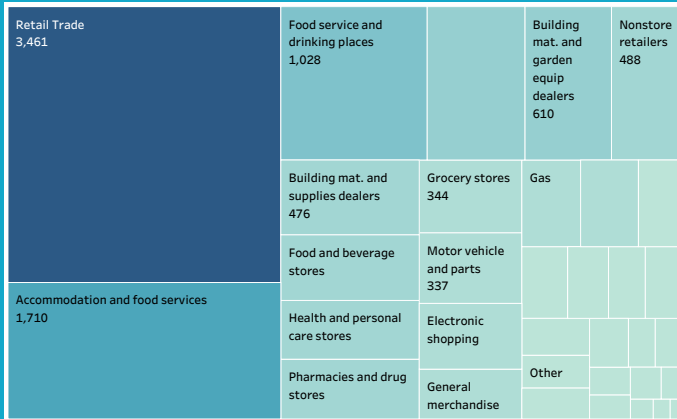 Retail Trade
3,461
Accommodation and food services
1,710
Food service and
drinking places
1,028
Building
mat. and
garden
equip
dealers
610
Nonstore
retailers
488
Building mat. and
supplies dealers
476
Food and beverage
stores
Health and personal
care stores
Pharmacies and drug
stores
Grocery stores
344
Motor vehicle
and parts
337
Electronic
shopping
General
merchandise
Gas
Other